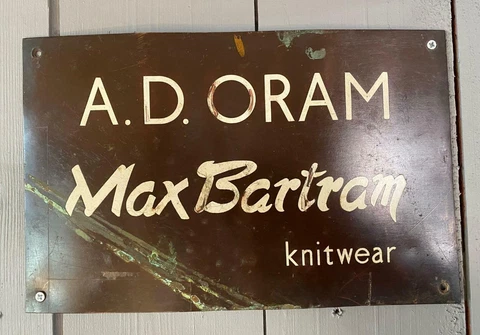 A.D. ORAM
Max Bartram
knitwear